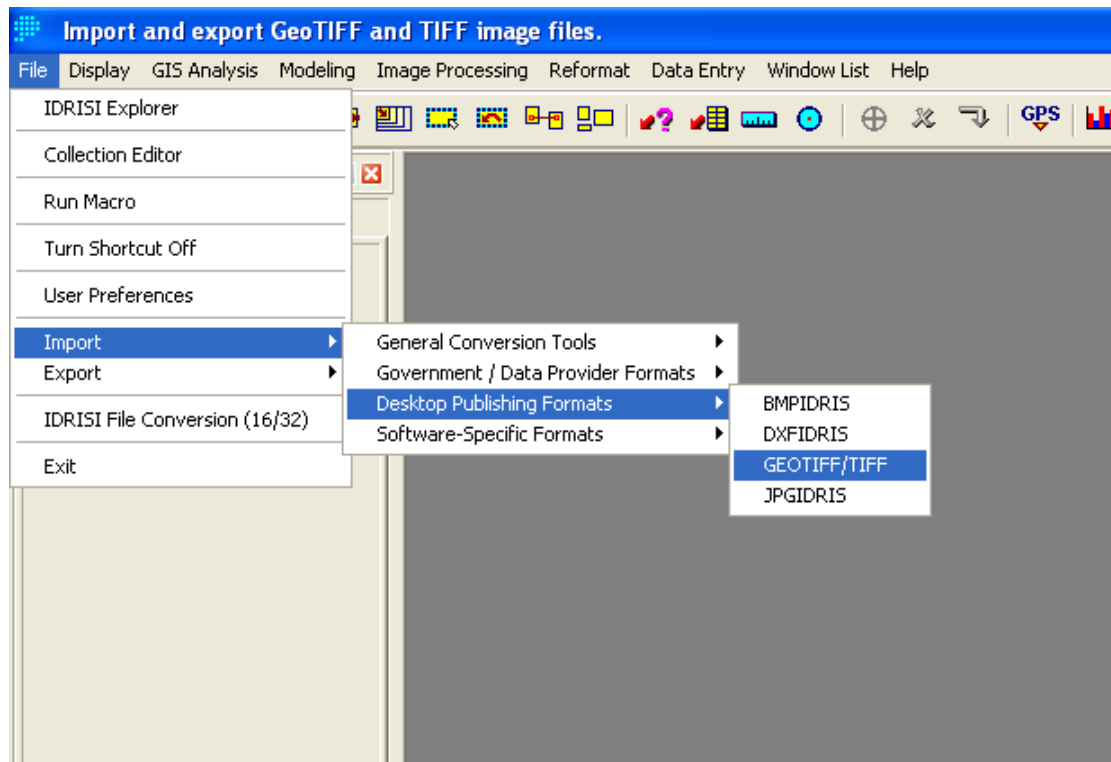 Import and export GeoTIFF and TIFF image files.
File Display GIS Analysis Modeling Image Processing Reformat Data Entry Window List Help
IDRISI Explorer
GPS
Collection Editor
Run Macro
Turn Shortcut Off
User Preferences
Import
Export
IDRISI File Conversion (16/32)
Exit
General Conversion Tools
Government / Data Provider Formats
Desktop Publishing Formats
Software-Specific Formats
BMPIDRIS
DXFIDRIS
GEOTIFF/TIFF
JPGIDRIS